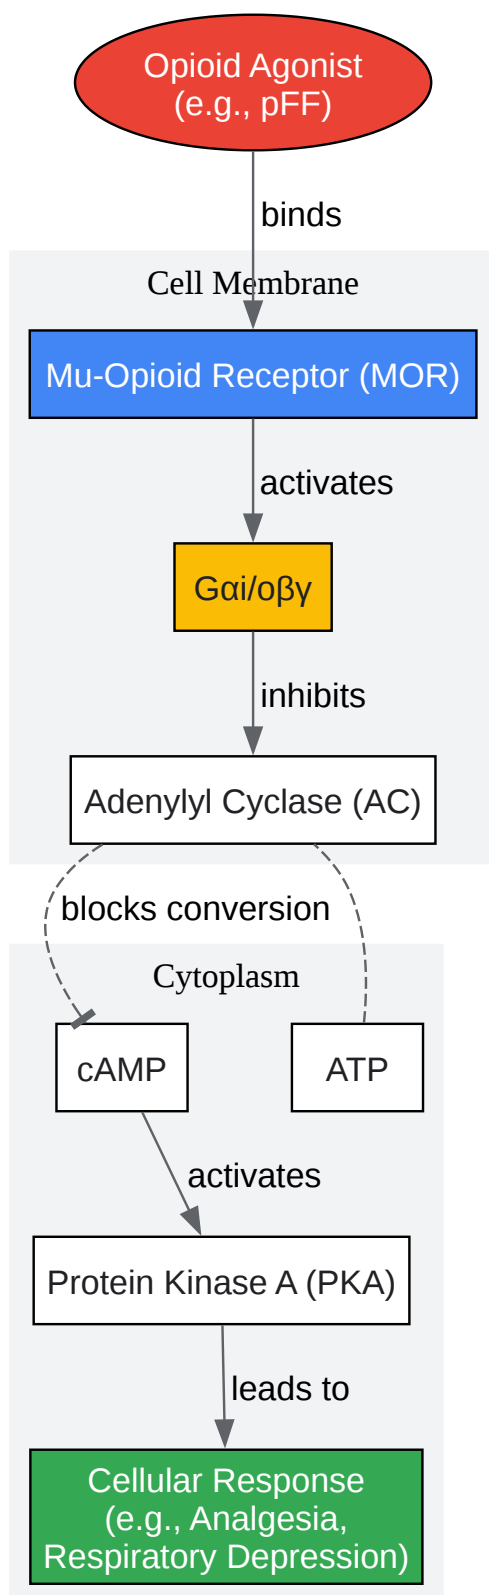 Opioid Agonist
(e.g., pFF)
binds
Cell Membrane
Mu-Opioid Receptor (MOR)
activates
Gαi/oβγ
inhibits
Adenylyl Cyclase (AC)
blocks conversion
Cytoplasm
cAMP
ATP
activates
Protein Kinase A (PKA)
leads to
Cellular Response
(e.g., Analgesia,
Respiratory Depression)